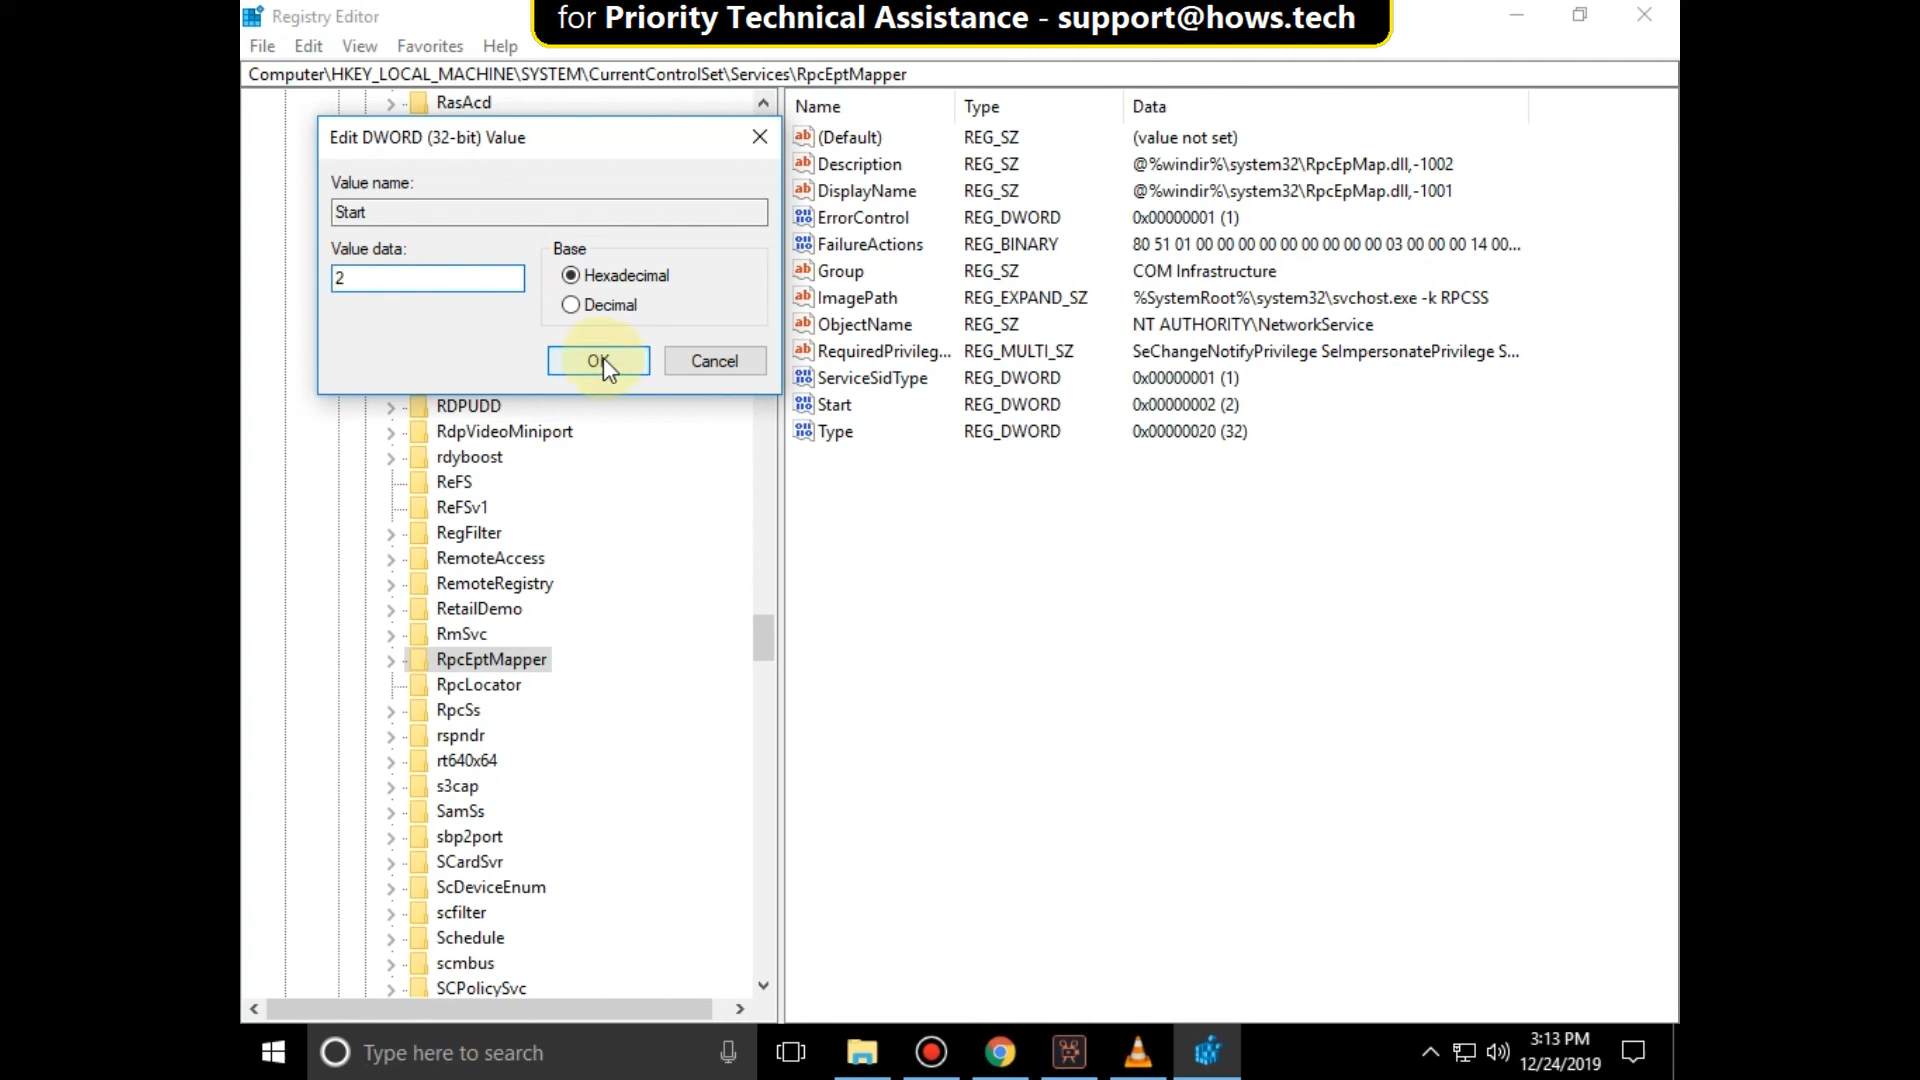 Registry Editor
for Priority Technical Assistance - support@hows.tech
File Edit View Favorites Help
Computer\HKEY_LOCAL_MACHINE\SYSTEM\CurrentControlSet\Services\RpcEptMapper
RasAcd
Edit DWORD (32-bit) Value
Value name:
Start
Value data:
2
Base
Hexadecimal
Decimal
OK
Cancel
RDPUDD
RdpVideoMiniport
rdyboost
ReFS
ReFSv1
RegFilter
RemoteAccess
RemoteRegistry
RetailDemo
RmSvc
RpcEptMapper
RpcLocator
RpcSs
rspndr
rt640x64
s3cap
SamSs
sbp2port
SCardSvr
ScDeviceEnum
scfilter
Schedule
scmbus
SCPolicySvc
Name Type Data
(Default) REG_SZ (value not set)
Description REG_SZ @%windir%\system32\RpcEpMap.dll,-1002
DisplayName REG_SZ @%windir%\system32\RpcEpMap.dll,-1001
ErrorControl REG_DWORD 0x00000001 (1)
FailureActions REG_BINARY 80 51 01 00 00 00 00 00 00 00 00 00 03 00 00 00 14 00...
Group REG_SZ COM Infrastructure
ImagePath REG_EXPAND_SZ %SystemRoot%\system32\svchost.exe -k RPCSS
ObjectName REG_SZ NT AUTHORITY\NetworkService
RequiredPrivileg... REG_MULTI_SZ SeChangeNotifyPrivilege SeImpersonatePrivilege S...
ServiceSidType REG_DWORD 0x00000001 (1)
Start REG_DWORD 0x00000002 (2)
Type REG_DWORD 0x00000020 (32)
Type here to search
3:13 PM
12/24/2019